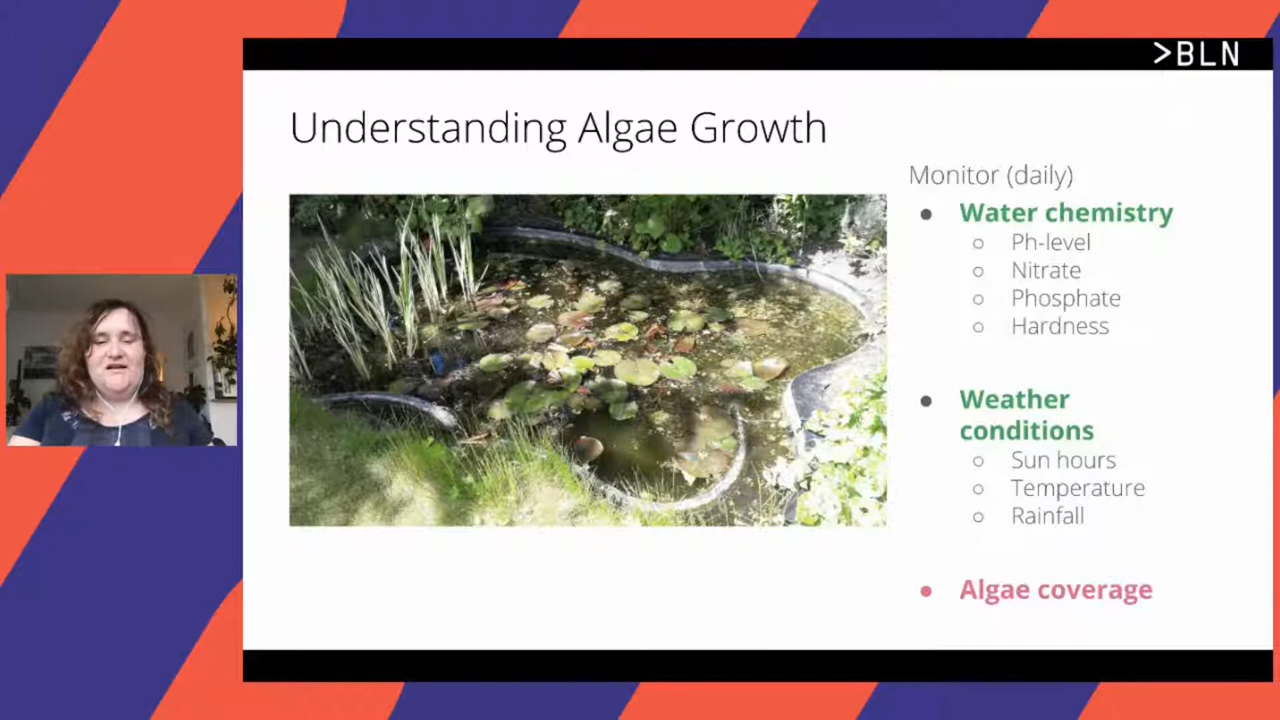 >BLN
Understanding Algae Growth
Monitor (daily)
● Water chemistry
○ Ph-level
○ Nitrate
○ Phosphate
○ Hardness
● Weather
conditions
○ Sun hours
○ Temperature
○ Rainfall
● Algae coverage